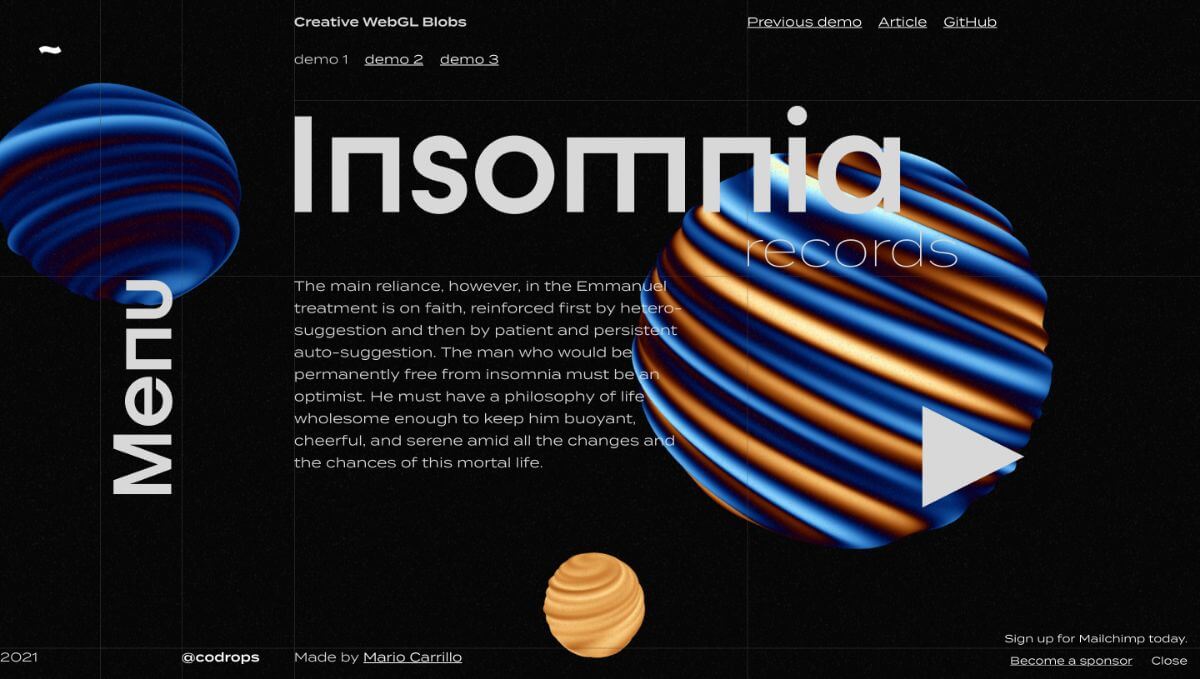 Creative WebGL Blobs
Previous demo Article GitHub
demo 1 demo 2 demo 3
Insomnia
records
Menu
The main reliance, however, in the Emmanuel
treatment is on faith, reinforced first by hetero-
suggestion and then by patient and persistent
auto-suggestion. The man who would be
permanently free from insomnia must be an
optimist. He must have a philosophy of life
wholesome enough to keep him buoyant,
cheerful, and serene amid all the changes and
the chances of this mortal life.
Sign up for Mailchimp today.
2021 @codrops Made by Mario Carrillo
Become a sponsor Close